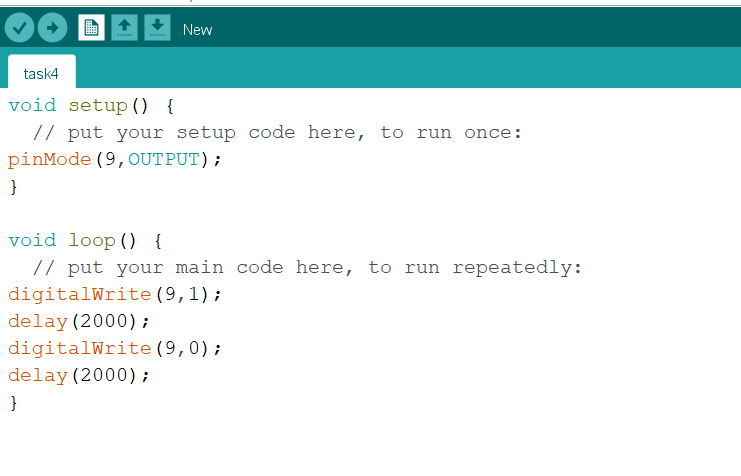 New
task4
void setup() {
  // put your setup code here, to run once:
pinMode(9,OUTPUT);
}

void loop() {
  // put your main code here, to run repeatedly:
digitalWrite(9,1);
delay(2000);
digitalWrite(9,0);
delay(2000);
}